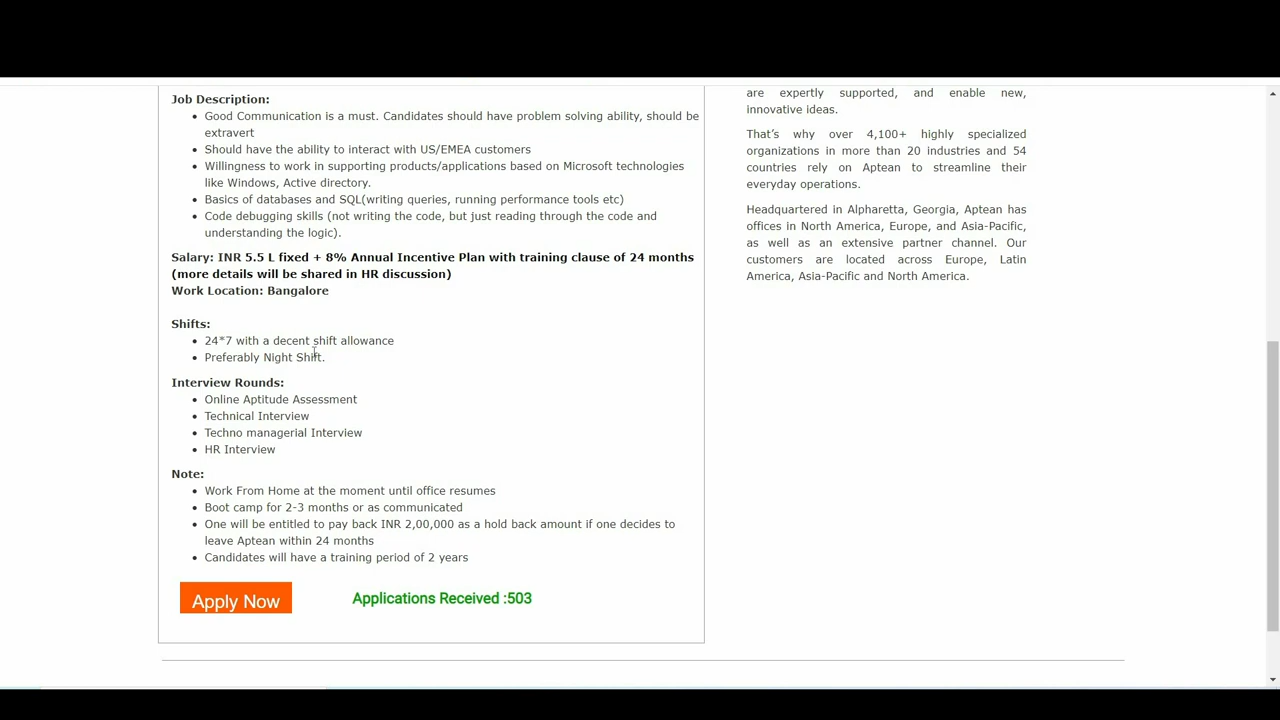 Job Description:
Good Communication is a must. Candidates should have problem solving ability, should be
extravert
Should have the ability to interact with US/EMEA customers
Willingness to work in supporting products/applications based on Microsoft technologies
like Windows, Active directory.
Basics of databases and SQL(writing queries, running performance tools etc)
Code debugging skills (not writing the code, but just reading through the code and
understanding the logic).
Salary: INR 5.5 L fixed + 8% Annual Incentive Plan with training clause of 24 months
(more details will be shared in HR discussion)
Work Location: Bangalore
Shifts:
24*7 with a decent shift allowance
Preferably Night Shift.
Interview Rounds:
Online Aptitude Assessment
Technical Interview
Techno managerial Interview
HR Interview
Note:
Work From Home at the moment until office resumes
Boot camp for 2-3 months or as communicated
One will be entitled to pay back INR 2,00,000 as a hold back amount if one decides to
leave Aptean within 24 months
Candidates will have a training period of 2 years
Apply Now
Applications Received :503
are expertly supported, and enable new,
innovative ideas.
That's why over 4,100+ highly specialized
organizations in more than 20 industries and 54
countries rely on Aptean to streamline their
everyday operations.
Headquartered in Alpharetta, Georgia, Aptean has
offices in North America, Europe, and Asia-Pacific,
as well as an extensive partner channel. Our
customers are located across Europe, Latin
America, Asia-Pacific and North America.